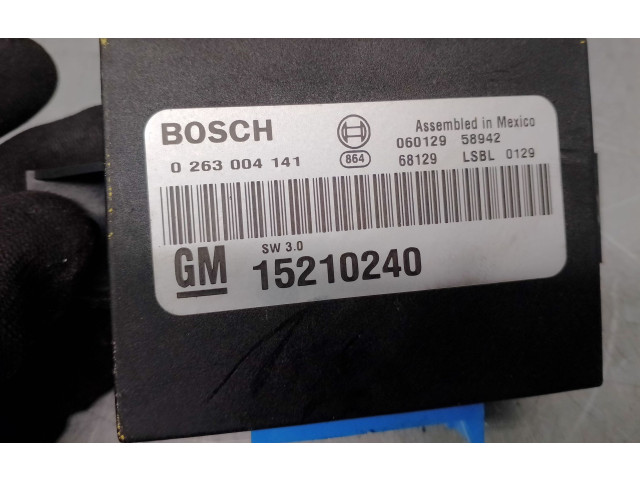 BOSCH
Assembled in Mexico
060129 58942
0 263 004 141
864
68129 LSBL 0129
SW 3.0
GM 15210240